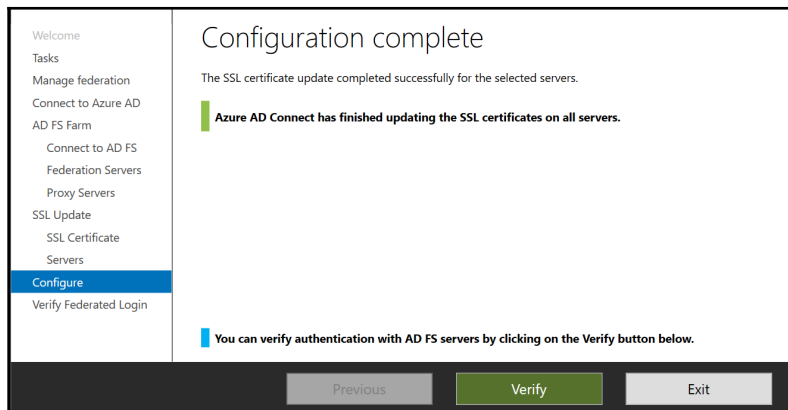 Welcome
Tasks
Manage federation
Connect to Azure AD
AD FS Farm
Connect to AD FS
Federation Servers
Proxy Servers
SSL Update
SSL Certificate
Servers
Configure
Verify Federated Login
Configuration complete
The SSL certificate update completed successfully for the selected servers.
Azure AD Connect has finished updating the SSL certificates on all servers.
You can verify authentication with AD FS servers by clicking on the Verify button below.
Previous
Verify
Exit